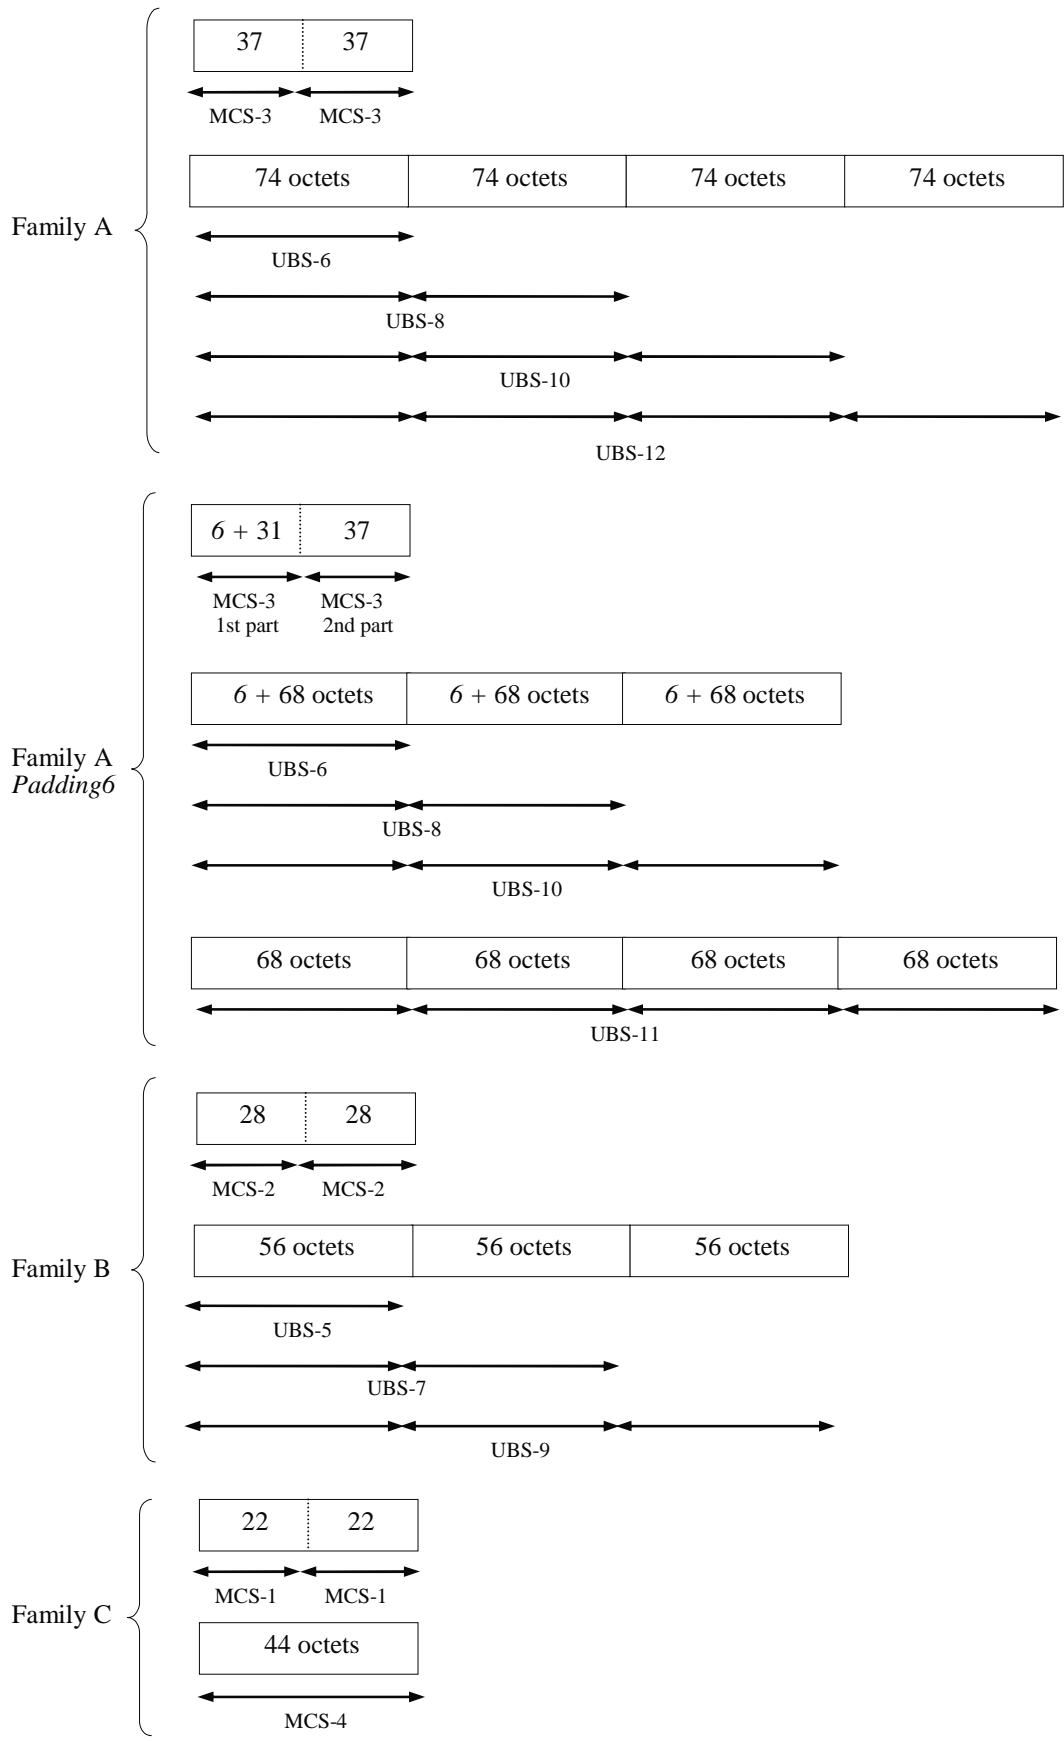 37 37
MCS-3 MCS-3
74 octets 74 octets 74 octets 74 octets
Family A
UBS-6
UBS-8
UBS-10
UBS-12
6 + 31 37
MCS-3 MCS-3
1st part 2nd part
6 + 68 octets 6 + 68 octets 6 + 68 octets
Family A
Padding6
UBS-6
UBS-8
UBS-10
68 octets 68 octets 68 octets 68 octets
UBS-11
28 28
MCS-2 MCS-2
56 octets 56 octets 56 octets
Family B
UBS-5
UBS-7
UBS-9
22 22
MCS-1 MCS-1
Family C
44 octets
MCS-4